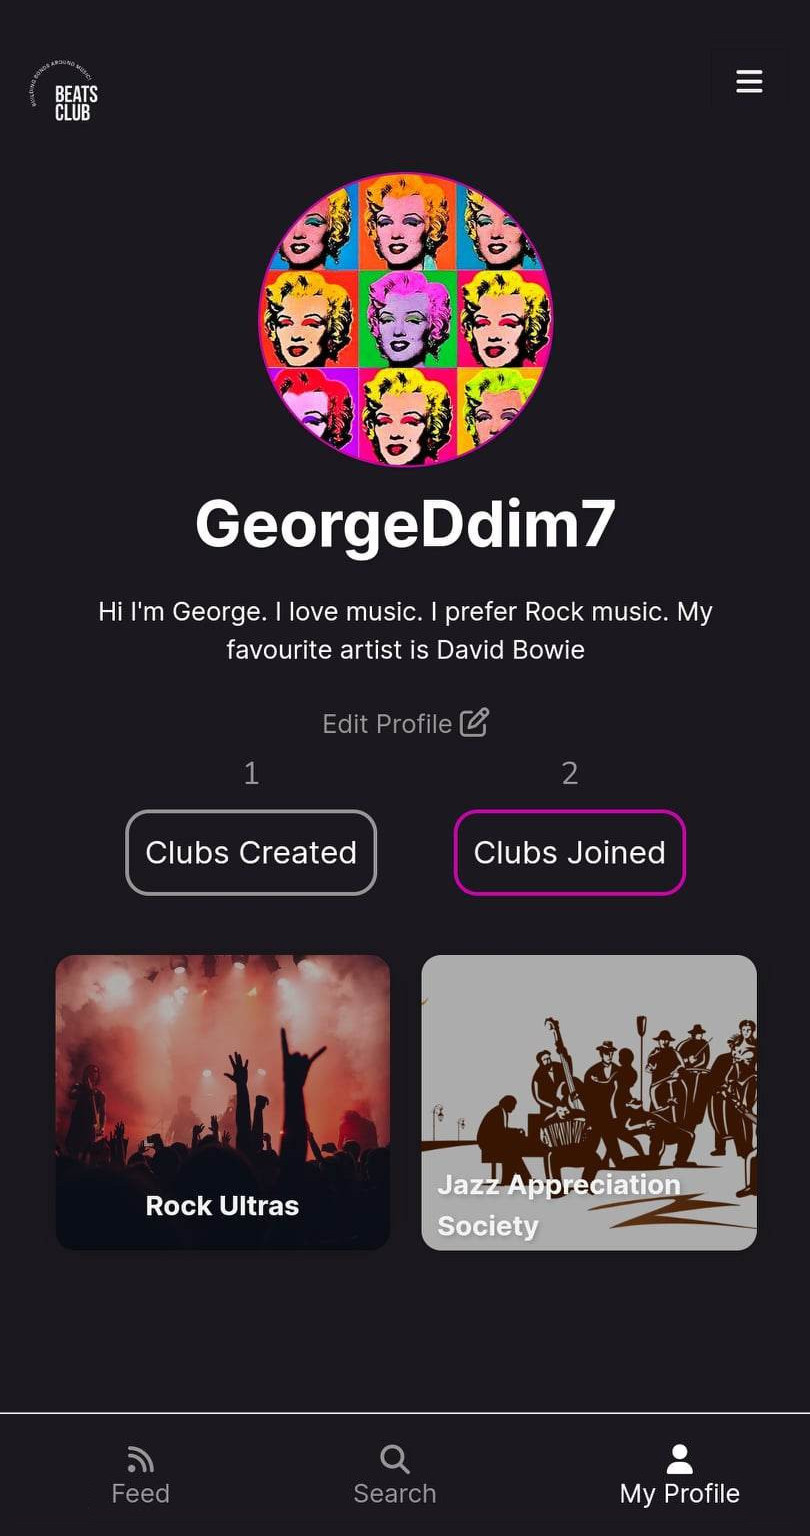 BUILDING BONDS AROUND MUSIC!
BEATS
CLUB
GeorgeDdim7
Hi I'm George. I love music. I prefer Rock music. My
favourite artist is David Bowie
Edit Profile
1
2
Clubs Created
Clubs Joined
Rock Ultras
Jazz Appreciation
Society
Feed
Search
My Profile